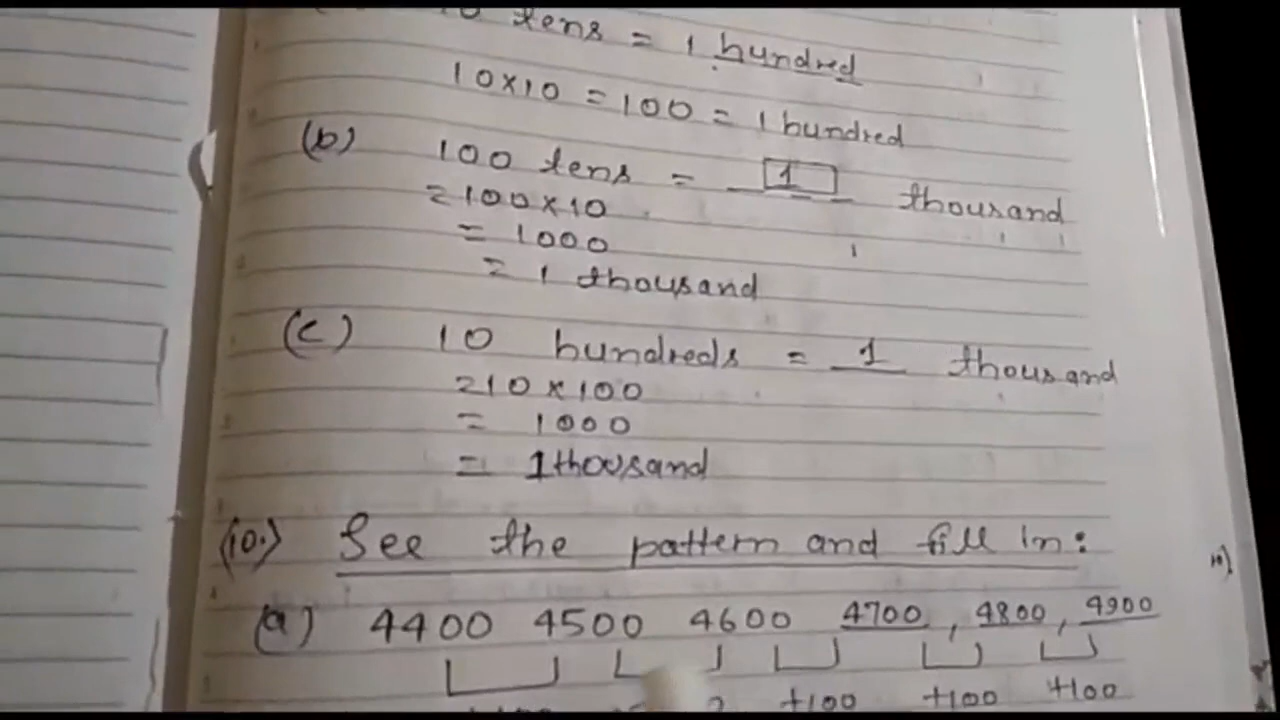 tens = 1 hundred
10×10 = 100 = 1 hundred
(b) 100 tens = 1 thousand
= 100×10
= 1000
= 1 thousand
(c) 10 hundreds = 1 thousand
= 10×100
= 1000
= 1 thousand
(10.) See the pattern and fill in:
(a) 4400 4500 4600 4700, 4800, 4900
+100 +100 +100